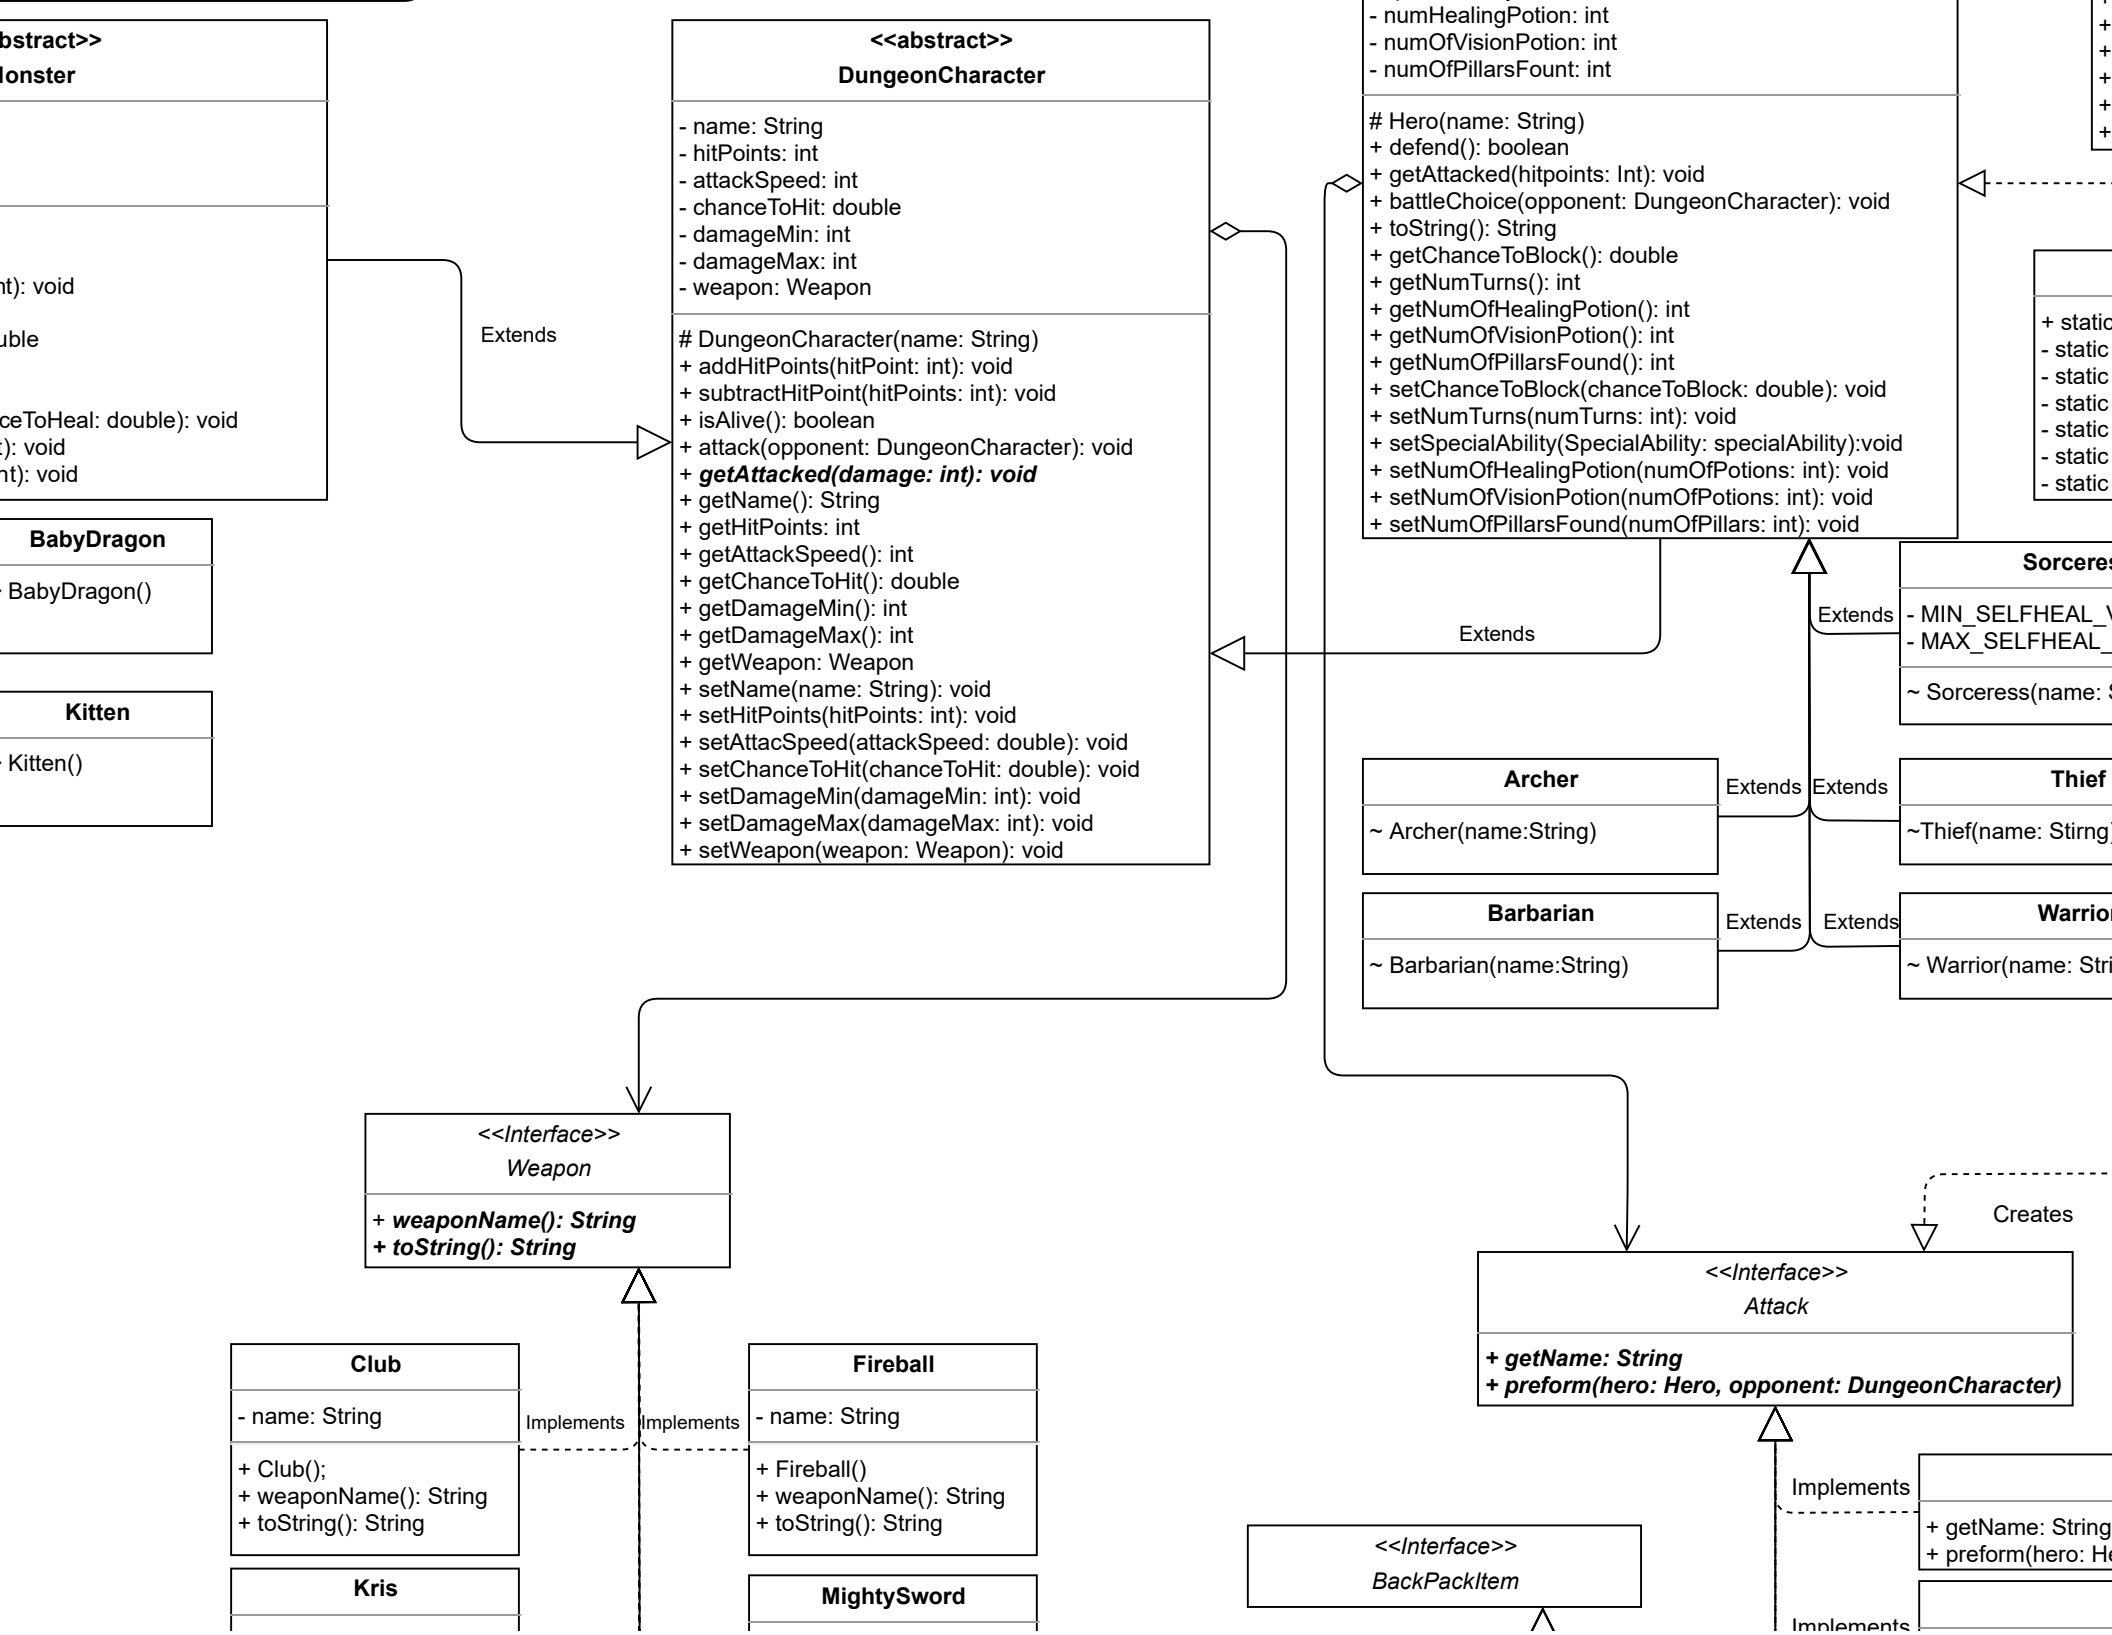 <<abstract>>
DungeonCharacter
- name: String
- hitPoints: int
- attackSpeed: int
- chanceToHit: double
- damageMin: int
- damageMax: int
- weapon: Weapon
# DungeonCharacter(name: String)
+ addHitPoints(hitPoint: int): void
+ subtractHitPoint(hitPoints: int): void
+ isAlive(): boolean
+ attack(opponent: DungeonCharacter): void
+ getAttacked(damage: int): void
+ getName(): String
+ getHitPoints: int
+ getAttackSpeed(): int
+ getChanceToHit(): double
+ getDamageMin(): int
+ getDamageMax(): int
+ getWeapon: Weapon
+ setName(name: String): void
+ setHitPoints(hitPoints: int): void
+ setAttacSpeed(attackSpeed: double): void
+ setChanceToHit(chanceToHit: double): void
+ setDamageMin(damageMin: int): void
+ setDamageMax(damageMax: int): void
+ setWeapon(weapon: Weapon): void
bstract>>
onster
): void
uble
ceToHeal: double): void
): void
): void
Extends
BabyDragon
BabyDragon()
Kitten
Kitten()
- numHealingPotion: int
- numOfVisionPotion: int
- numOfPillarsFount: int
# Hero(name: String)
+ defend(): boolean
+ getAttacked(hitpoints: Int): void
+ battleChoice(opponent: DungeonCharacter): void
+ toString(): String
+ getChanceToBlock(): double
+ getNumTurns(): int
+ getNumOfHealingPotion(): int
+ getNumOfVisionPotion(): int
+ getNumOfPillarsFound(): int
+ setChanceToBlock(chanceToBlock: double): void
+ setNumTurns(numTurns: int): void
+ setSpecialAbility(SpecialAbility: specialAbility):void
+ setNumOfHealingPotion(numOfPotions: int): void
+ setNumOfVisionPotion(numOfPotions: int): void
+ setNumOfPillarsFound(numOfPillars: int): void
+
+
+
+
+
+ static
- static
- static
- static
- static
- static
- static
Extends
Extends
Sorceres
- MIN_SELFHEAL_
- MAX_SELFHEAL_
~ Sorceress(name:
Archer
~ Archer(name:String)
Extends
Extends
Thief
~Thief(name: Stirng)
Barbarian
~ Barbarian(name:String)
Extends
Extends
Warrior
~ Warrior(name: Stri
<<Interface>>
Weapon
+ weaponName(): String
+ toString(): String
Club
- name: String
+ Club();
+ weaponName(): String
+ toString(): String
Implements
Implements
Fireball
- name: String
+ Fireball()
+ weaponName(): String
+ toString(): String
Kris
MightySword
Creates
<<Interface>>
Attack
+ getName: String
+ preform(hero: Hero, opponent: DungeonCharacter)
Implements
+ getName: String
+ preform(hero: He
Implements
<<Interface>>
BackPackItem